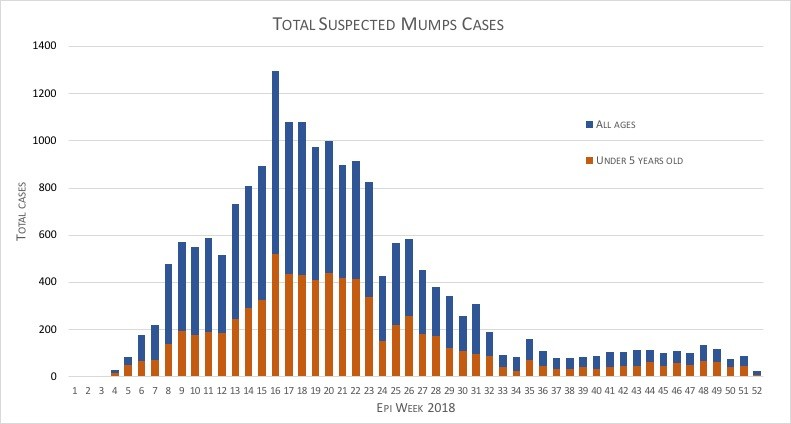 Total Suspected Mumps Cases
1400
1200
1000
800
600
400
200
0
Total cases
All ages
Under 5 years old
1 2 3 4 5 6 7 8 9 10 11 12 13 14 15 16 17 18 19 20 21 22 23 24 25 26 27 28 29 30 31 32 33 34 35 36 37 38 39 40 41 42 43 44 45 46 47 48 49 50 51 52
Epi Week 2018